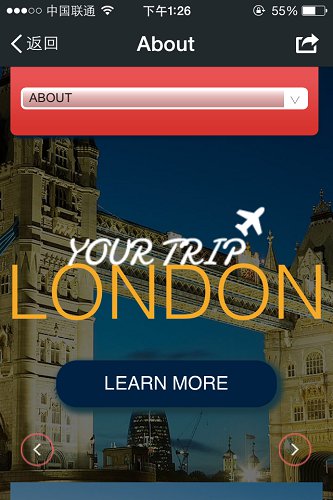 中国联通 下午1:26 55%
返回 About
ABOUT
YOUR TRIP
LONDON
LEARN MORE